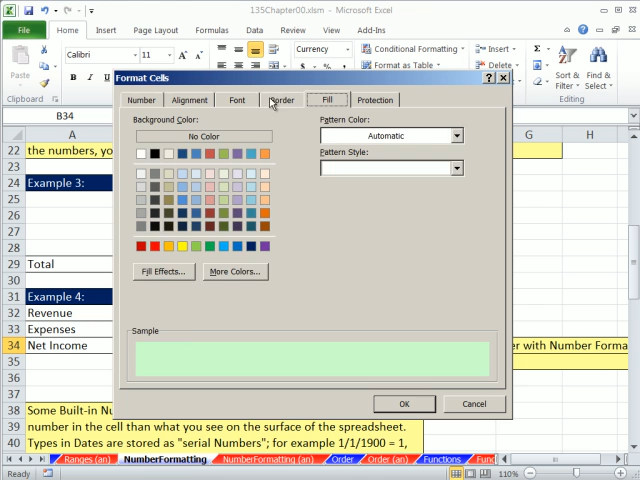 135Chapter00.xlsm - Microsoft Excel
File Home Insert Page Layout Formulas Data Review View Add-Ins
Paste
Calibri 11 A A Currency Conditional Formatting Insert Σ
B I $ % , Format as Table Delete Sort & Filter Find & Select
Clipboard Editing
B34
A G H
22 the numbers, yo
23
24 Example 3:
25
26
27
28
29 Total
30
31 Example 4:
32 Revenue
33 Expenses
34 Net Income er with Number Forma
35
36
37
38 Some Built-in Nu
39 number in the cell than what you see on the surface of the spreadsheet.
40 Types in Dates are stored as "serial Numbers"; for example 1/1/1900 = 1,
Format Cells
Number Alignment Font Border Fill Protection
Background Color:
No Color
Fill Effects... More Colors...
Pattern Color:
Automatic
Pattern Style:
Sample
OK Cancel
Ranges (an) NumberFormatting NumberFormatting (an) Order Order (an) Functions Func
Ready 110%